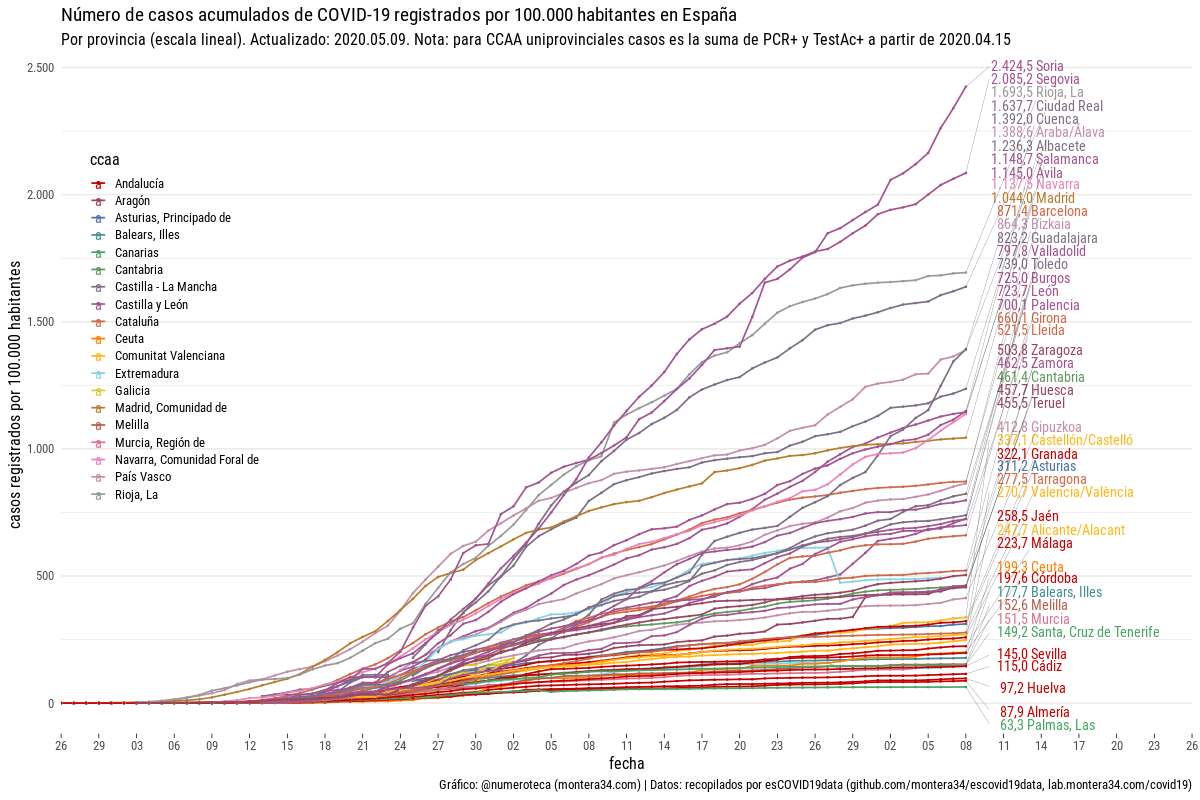 Número de casos acumulados de COVID-19 registrados por 100.000 habitantes en España
Por provincia (escala lineal). Actualizado: 2020.05.09. Nota: para CCAA uniprovinciales casos es la suma de PCR+ y TestAc+ a partir de 2020.04.15
casos registrados por 100.000 habitantes
2.500
2.000
1.500
1.000
500
0
ccaa
Andalucía
Aragón
Asturias, Principado de
Balears, Illes
Canarias
Cantabria
Castilla - La Mancha
Castilla y León
Cataluña
Ceuta
Comunitat Valenciana
Extremadura
Galicia
Madrid, Comunidad de
Melilla
Murcia, Región de
Navarra, Comunidad Foral de
País Vasco
Rioja, La
2.424,5 Soria
2.085,2 Segovia
1.693,5 Rioja, La
1.637,7 Ciudad Real
1.392,0 Cuenca
1.388,6 Araba/Álava
1.236,3 Albacete
1.148,7 Salamanca
1.145,0 Ávila
1.137,5 Navarra
1.044,0 Madrid
871,4 Barcelona
864,3 Bizkaia
823,2 Guadalajara
797,8 Valladolid
739,0 Toledo
725,0 Burgos
723,7 León
700,1 Palencia
660,1 Girona
521,5 Lleida
503,8 Zaragoza
462,5 Zamora
461,4 Cantabria
457,7 Huesca
455,5 Teruel
412,8 Gipuzkoa
337,1 Castellón/Castelló
322,1 Granada
311,2 Asturias
277,5 Tarragona
270,7 Valencia/València
258,5 Jaén
247,7 Alicante/Alacant
223,7 Málaga
199,3 Ceuta
197,6 Córdoba
177,7 Balears, Illes
152,6 Melilla
151,5 Murcia
149,2 Santa, Cruz de Tenerife
145,0 Sevilla
115,0 Cádiz
97,2 Huelva
87,9 Almería
63,3 Palmas, Las
26 29 03 06 09 12 15 18 21 24 27 30 02 05 08 11 14 17 20 23 26 29 02 05 08 11 14 17 20 23 26
fecha
Gráfico: @numeroteca (montera34.com) | Datos: recopilados por esCOVID19data (github.com/montera34/escovid19data, lab.montera34.com/covid19)